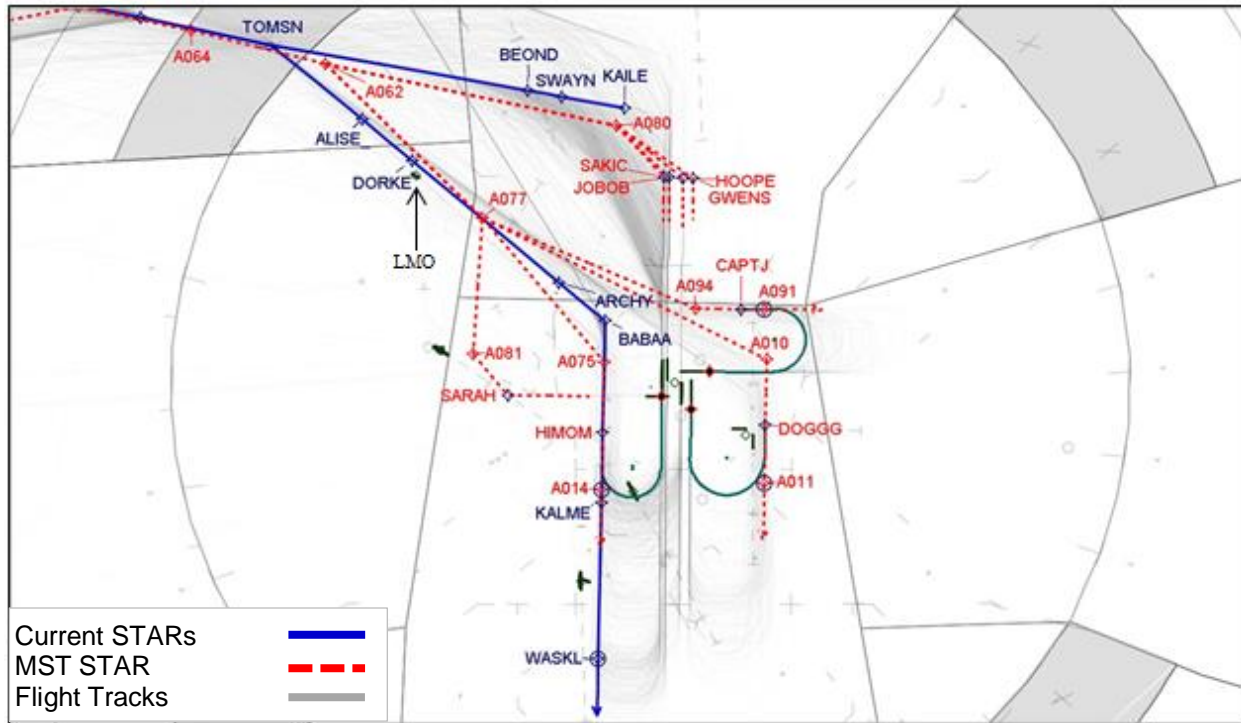 TOMSN
A064
BEOND
SWAYN
KAILE
A062
A080
ALISE_
DORKE
SAKIC
JOBOB
HOOPE
GWENS
A077
LMO
CAPTJ
A094
A091
ARCHY
BABAA
A081
A075
A010
SARAH
HIMOM
DOGGG
A014
A011
KALME
WASKL
Current STARs
MST STAR
Flight Tracks